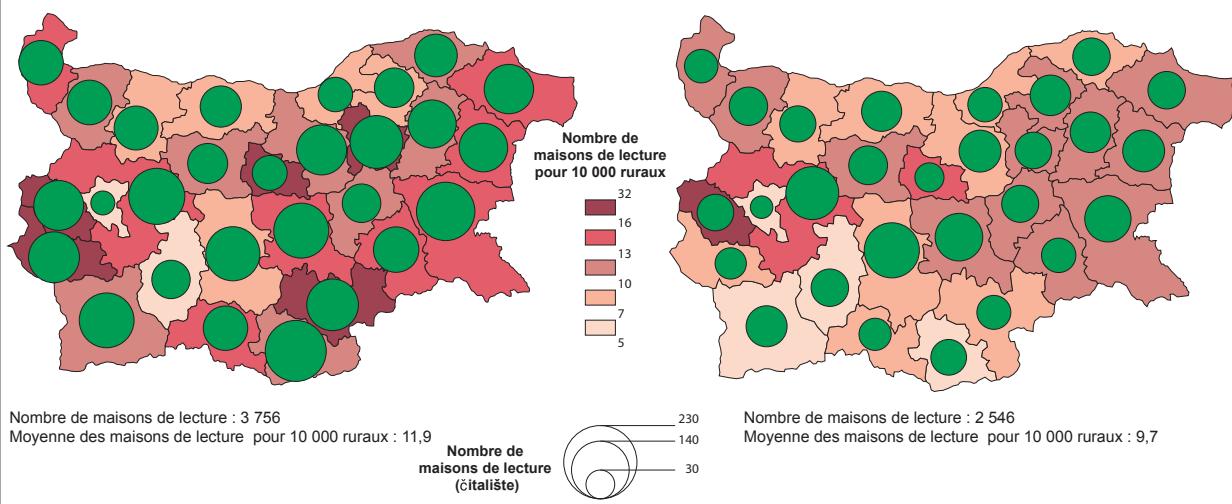 Nombre de
maisons de lecture
pour 10 000 ruraux
32
16
13
10
7
5
Nombre de maisons de lecture : 3 756
Moyenne des maisons de lecture pour 10 000 ruraux : 11,9
Nombre de
maisons de lecture
(čitalište)
230
140
30
Nombre de maisons de lecture : 2 546
Moyenne des maisons de lecture pour 10 000 ruraux : 9,7